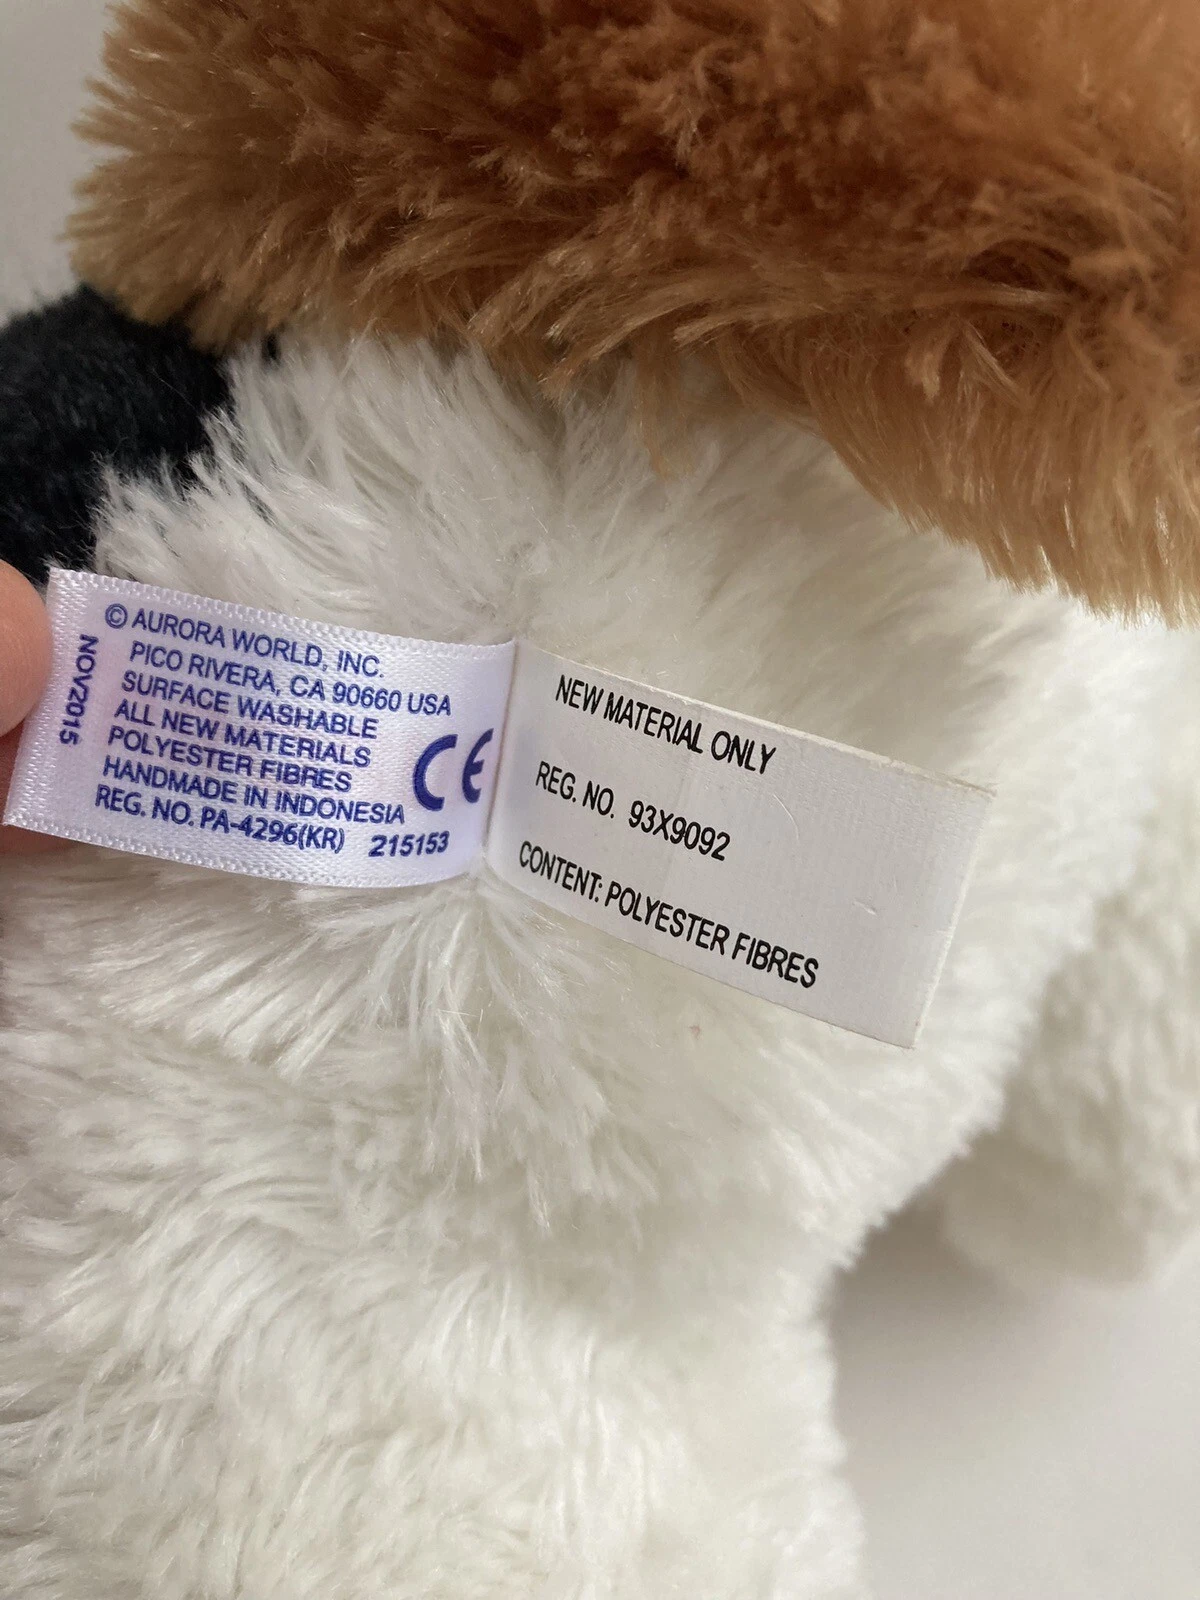 © AURORA WORLD, INC.
PICO RIVERA, CA 90660 USA
SURFACE WASHABLE
ALL NEW MATERIALS
POLYESTER FIBRES
HANDMADE IN INDONESIA
REG. NO. PA-4296(KR) 215153
CE
NOV2015
NEW MATERIAL ONLY
REG. NO. 93X9092
CONTENT: POLYESTER FIBRES